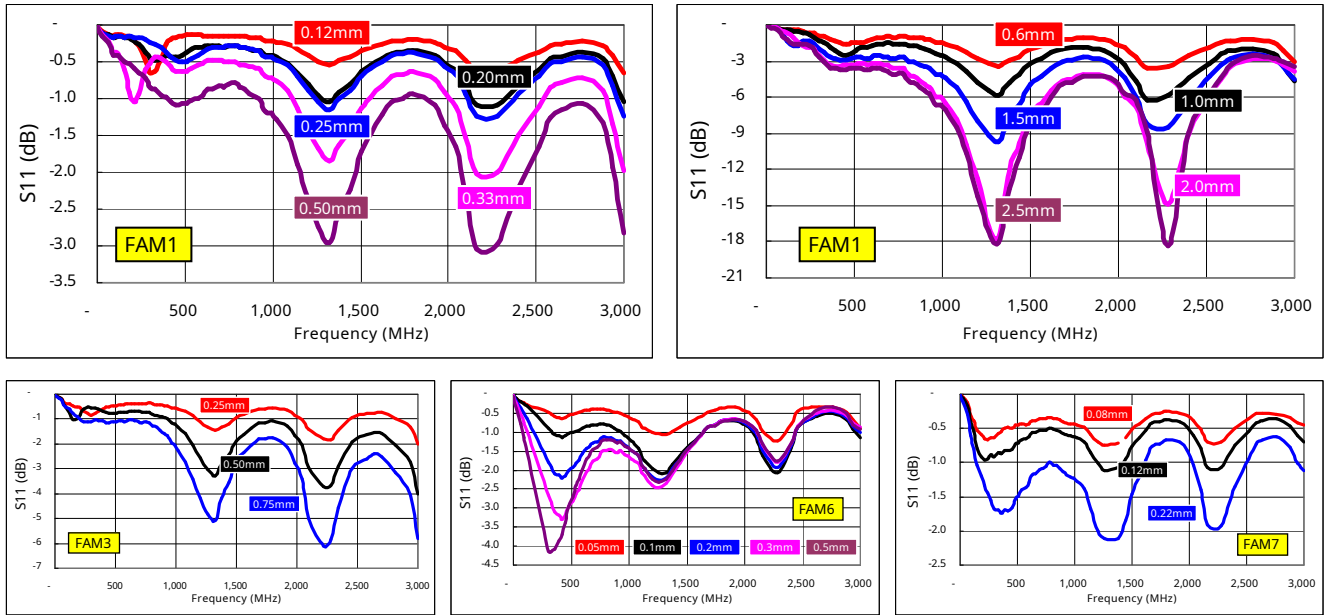 -
-0.5
-1.0
-1.5
-2.0
-2.5
-3.0
-3.5
S11 (dB)
0.12mm
0.20mm
0.25mm
0.33mm
0.50mm
FAM1
- 500 1,000 1,500 2,000 2,500 3,000
Frequency (MHz)
-
-3
-6
-9
-12
-15
-18
-21
S11 (dB)
0.6mm
1.0mm
1.5mm
2.0mm
2.5mm
FAM1
- 500 1,000 1,500 2,000 2,500 3,000
Frequency (MHz)
-
-1
-2
-3
-4
-5
-6
-7
S11 (dB)
0.25mm
0.50mm
0.75mm
FAM3
- 500 1,000 1,500 2,000 2,500 3,000
Frequency (MHz)
-
-0.5
-1.0
-1.5
-2.0
-2.5
-3.0
-3.5
-4.0
-4.5
S11 (dB)
FAM6
0.05mm 0.1mm 0.2mm 0.3mm 0.5mm
- 500 1,000 1,500 2,000 2,500 3,000
Frequency (MHz)
-
-0.5
-1.0
-1.5
-2.0
-2.5
S11 (dB)
0.08mm
0.12mm
0.22mm
FAM7
- 500 1,000 1,500 2,000 2,500 3,000
Frequency (MHz)